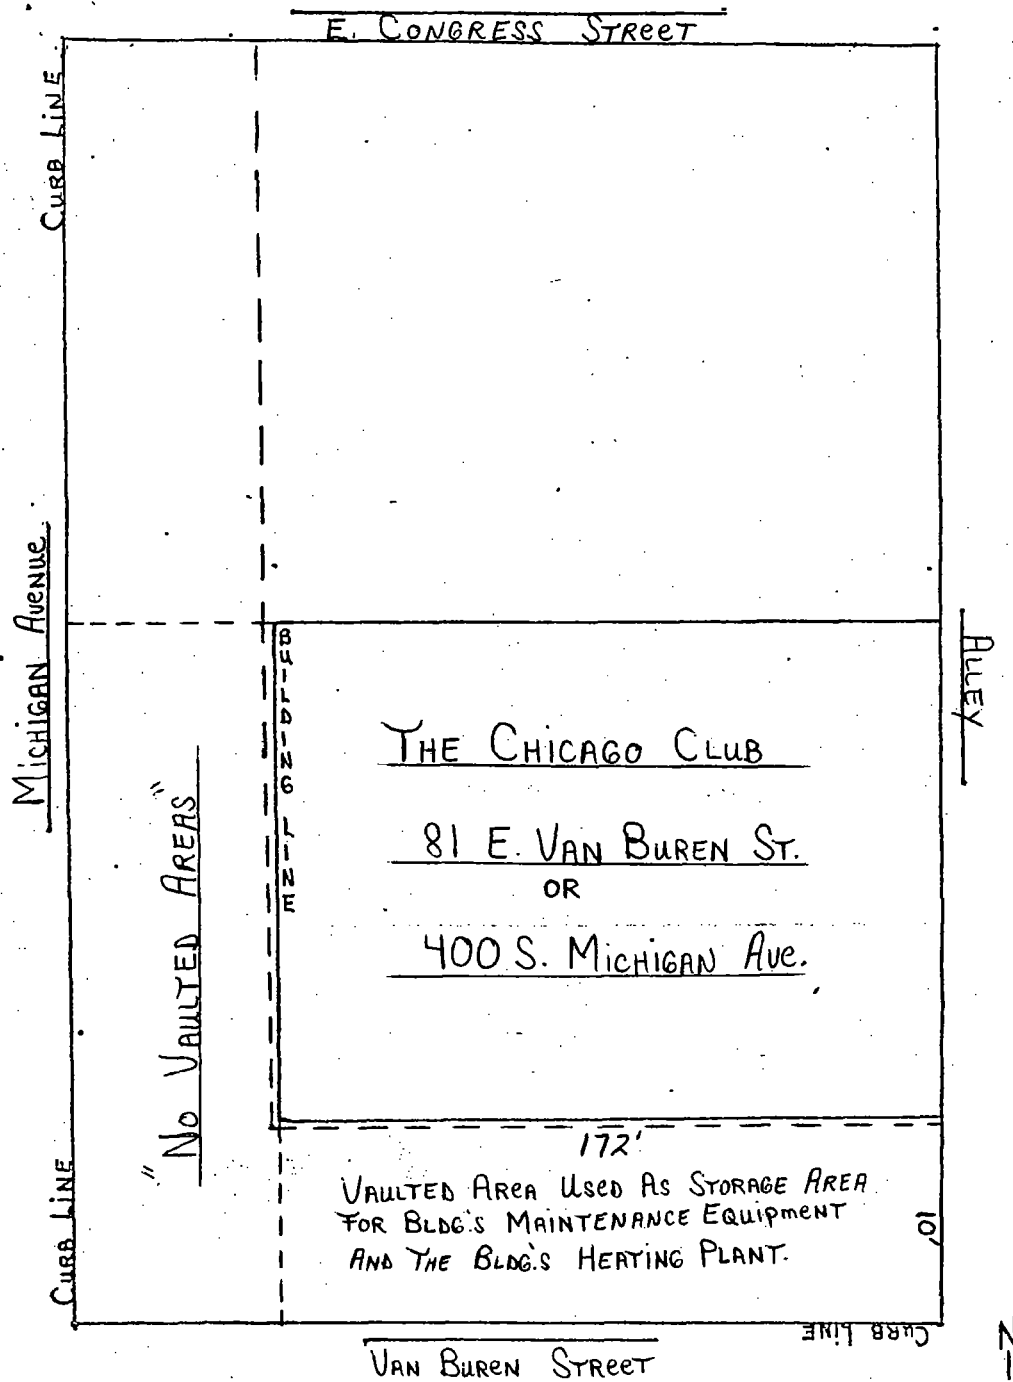 E. CONGRESS STREET
CURB LINE
MICHIGAN AVENUE
BUILDING LINE
ALLEY
THE CHICAGO CLUB
81 E. VAN BUREN ST.
OR
400 S. MICHIGAN AVE.
"NO VAULTED AREAS"
172'
VAULTED AREA USED AS STORAGE AREA
FOR BLDG'S MAINTENANCE EQUIPMENT
AND THE BLDG'S HEATING PLANT.
10'
CURB LINE
CURB LINE
VAN BUREN STREET
N